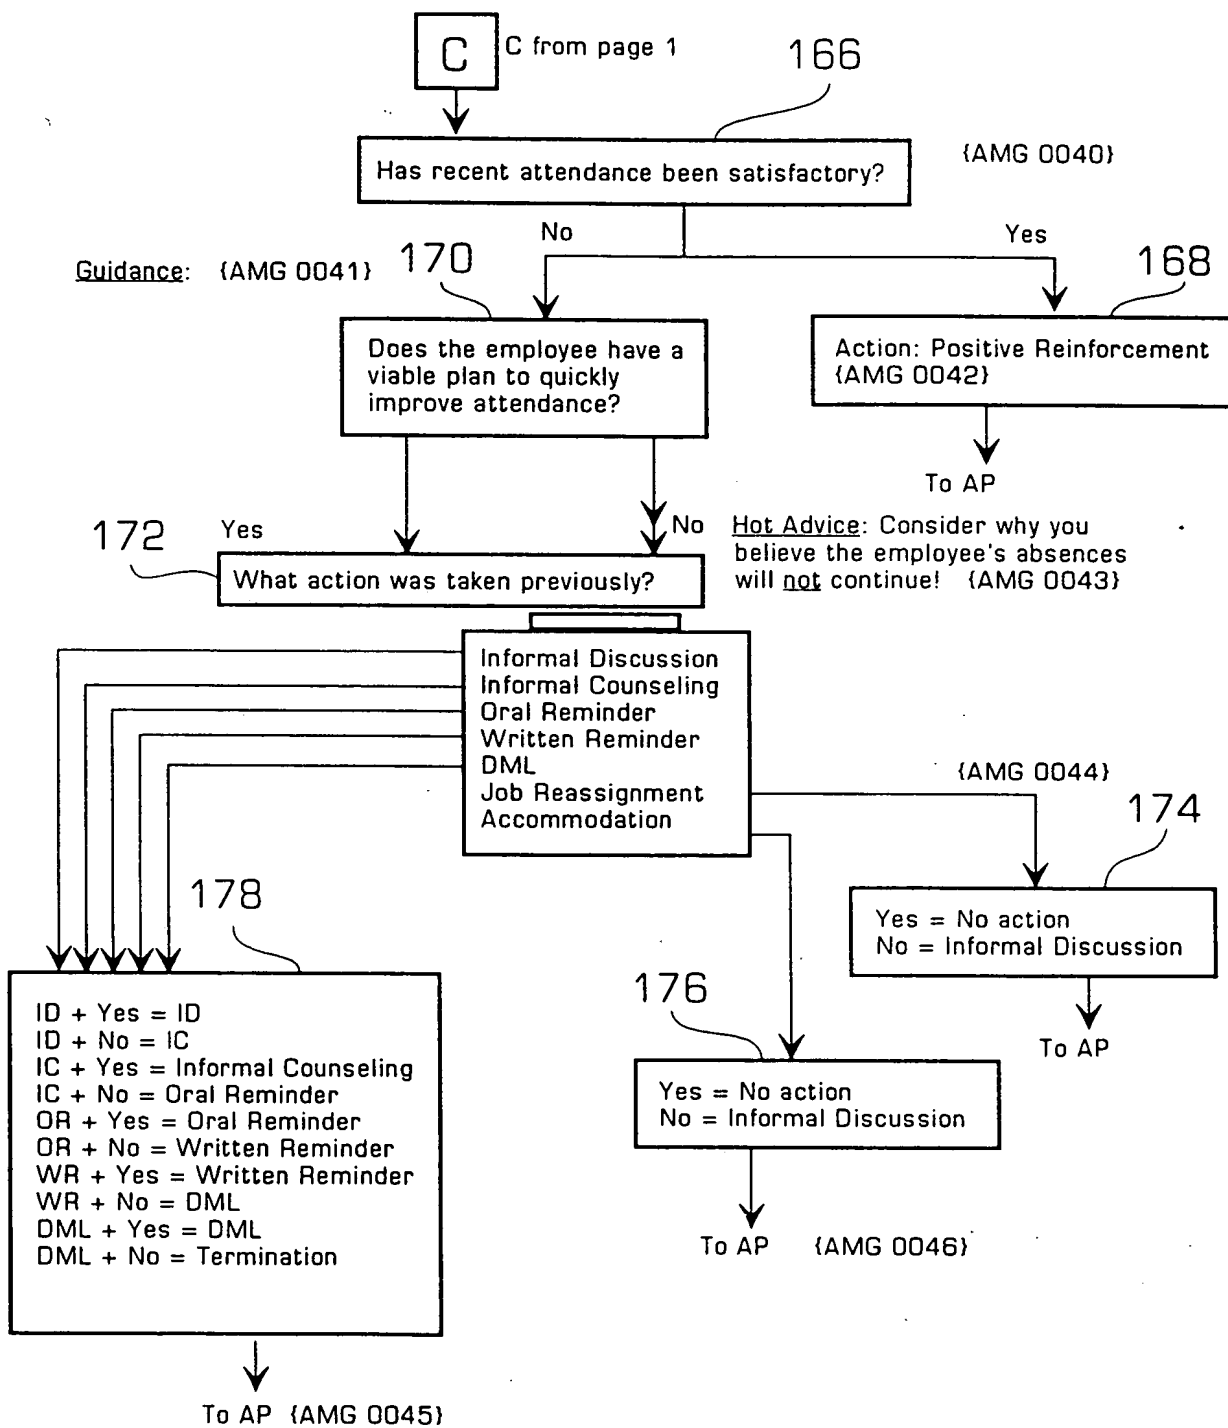 C
C from page 1
166
Has recent attendance been satisfactory?
{AMG 0040}
No
Yes
Guidance: {AMG 0041}
170
168
Does the employee have a
viable plan to quickly
improve attendance?
Action: Positive Reinforcement
{AMG 0042}
To AP
172
Yes
No
Hot Advice: Consider why you
believe the employee's absences
will not continue! {AMG 0043}
What action was taken previously?
Informal Discussion
Informal Counseling
Oral Reminder
Written Reminder
DML
Job Reassignment
Accommodation
{AMG 0044}
174
Yes = No action
No = Informal Discussion
To AP
176
Yes = No action
No = Informal Discussion
To AP {AMG 0046}
178
ID + Yes = ID
ID + No = IC
IC + Yes = Informal Counseling
IC + No = Oral Reminder
OR + Yes = Oral Reminder
OR + No = Written Reminder
WR + Yes = Written Reminder
WR + No = DML
DML + Yes = DML
DML + No = Termination
To AP {AMG 0045}